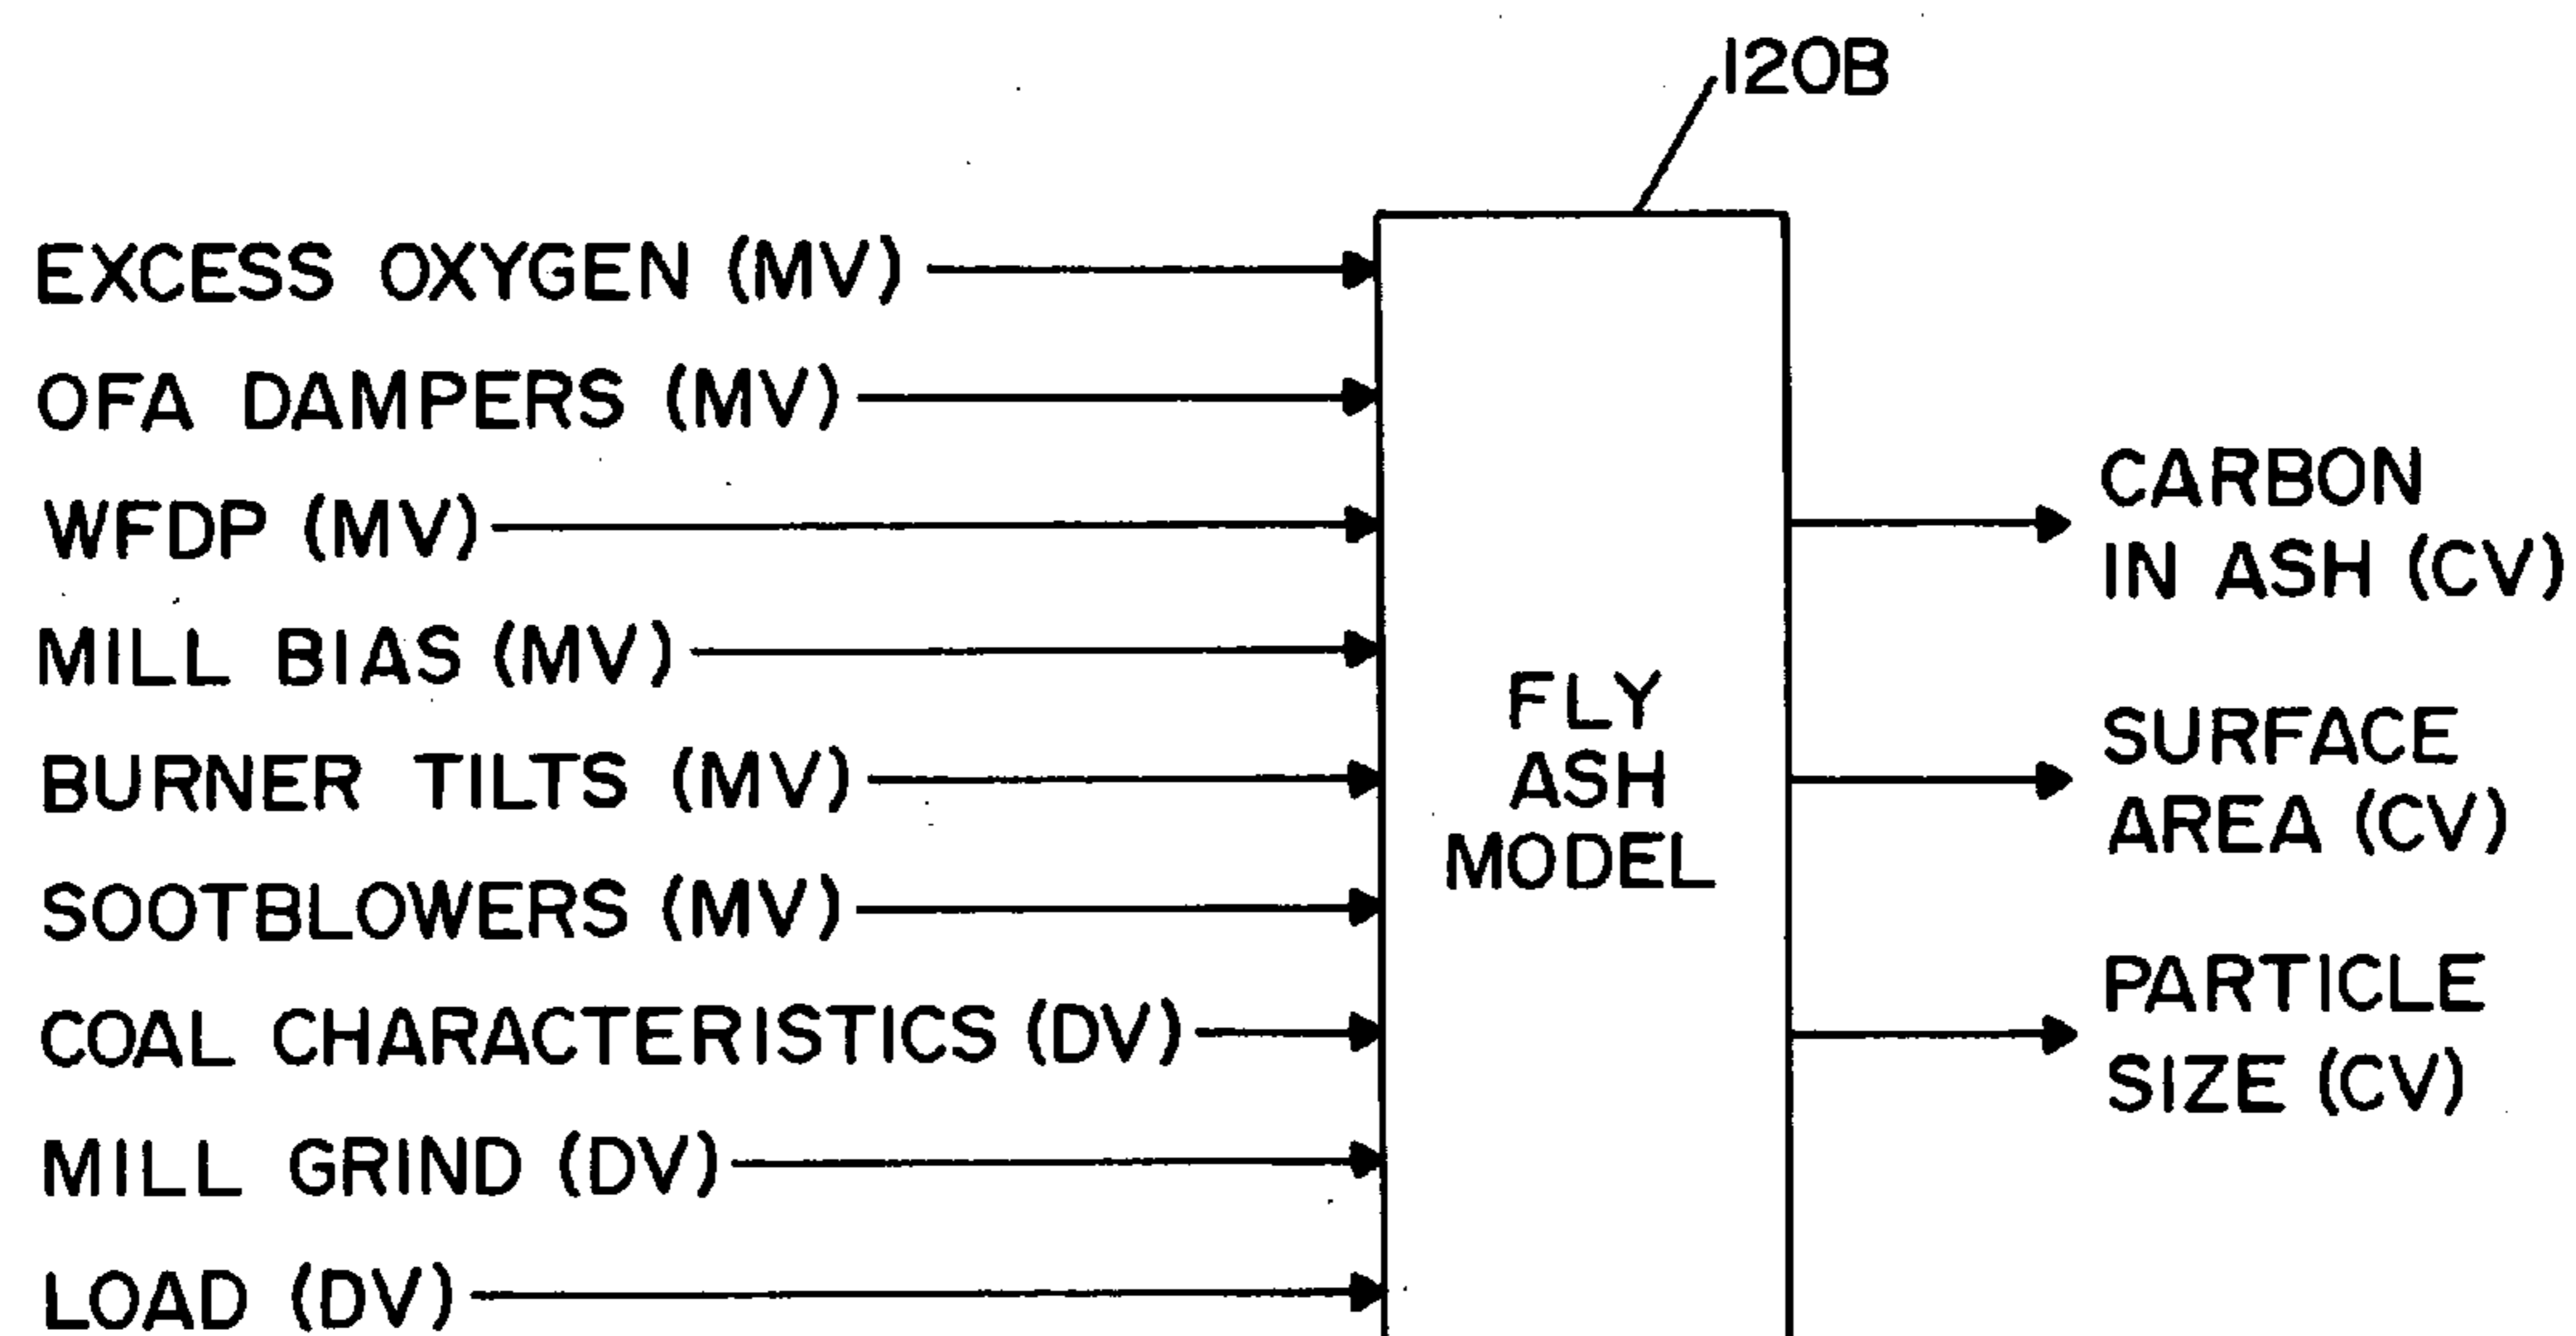 120B
EXCESS OXYGEN (MV)
OFA DAMPERS (MV)
WFDP (MV)
MILL BIAS (MV)
BURNER TILTS (MV)
SOOTBLOWERS (MV)
COAL CHARACTERISTICS (DV)
MILL GRIND (DV)
LOAD (DV)
FLY
ASH
MODEL
CARBON
IN ASH (CV)
SURFACE
AREA (CV)
PARTICLE
SIZE (CV)